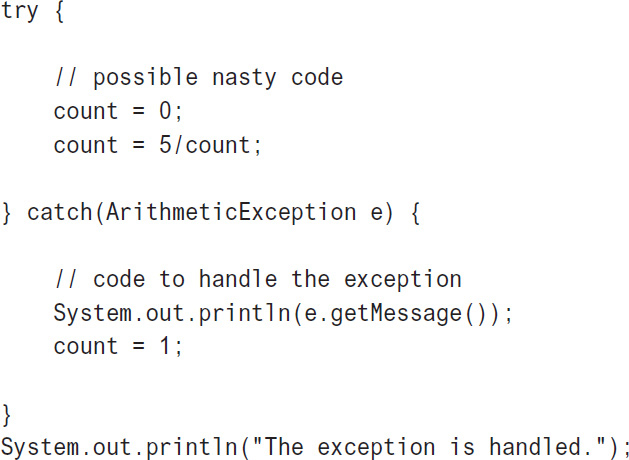 try {
// possible nasty code
count = 0;
count = 5/count;
} catch(ArithmeticException e) {
// code to handle the exception
System.out.println(e.getMessage());
count = 1;
}
System.out.println("The exception is handled.");